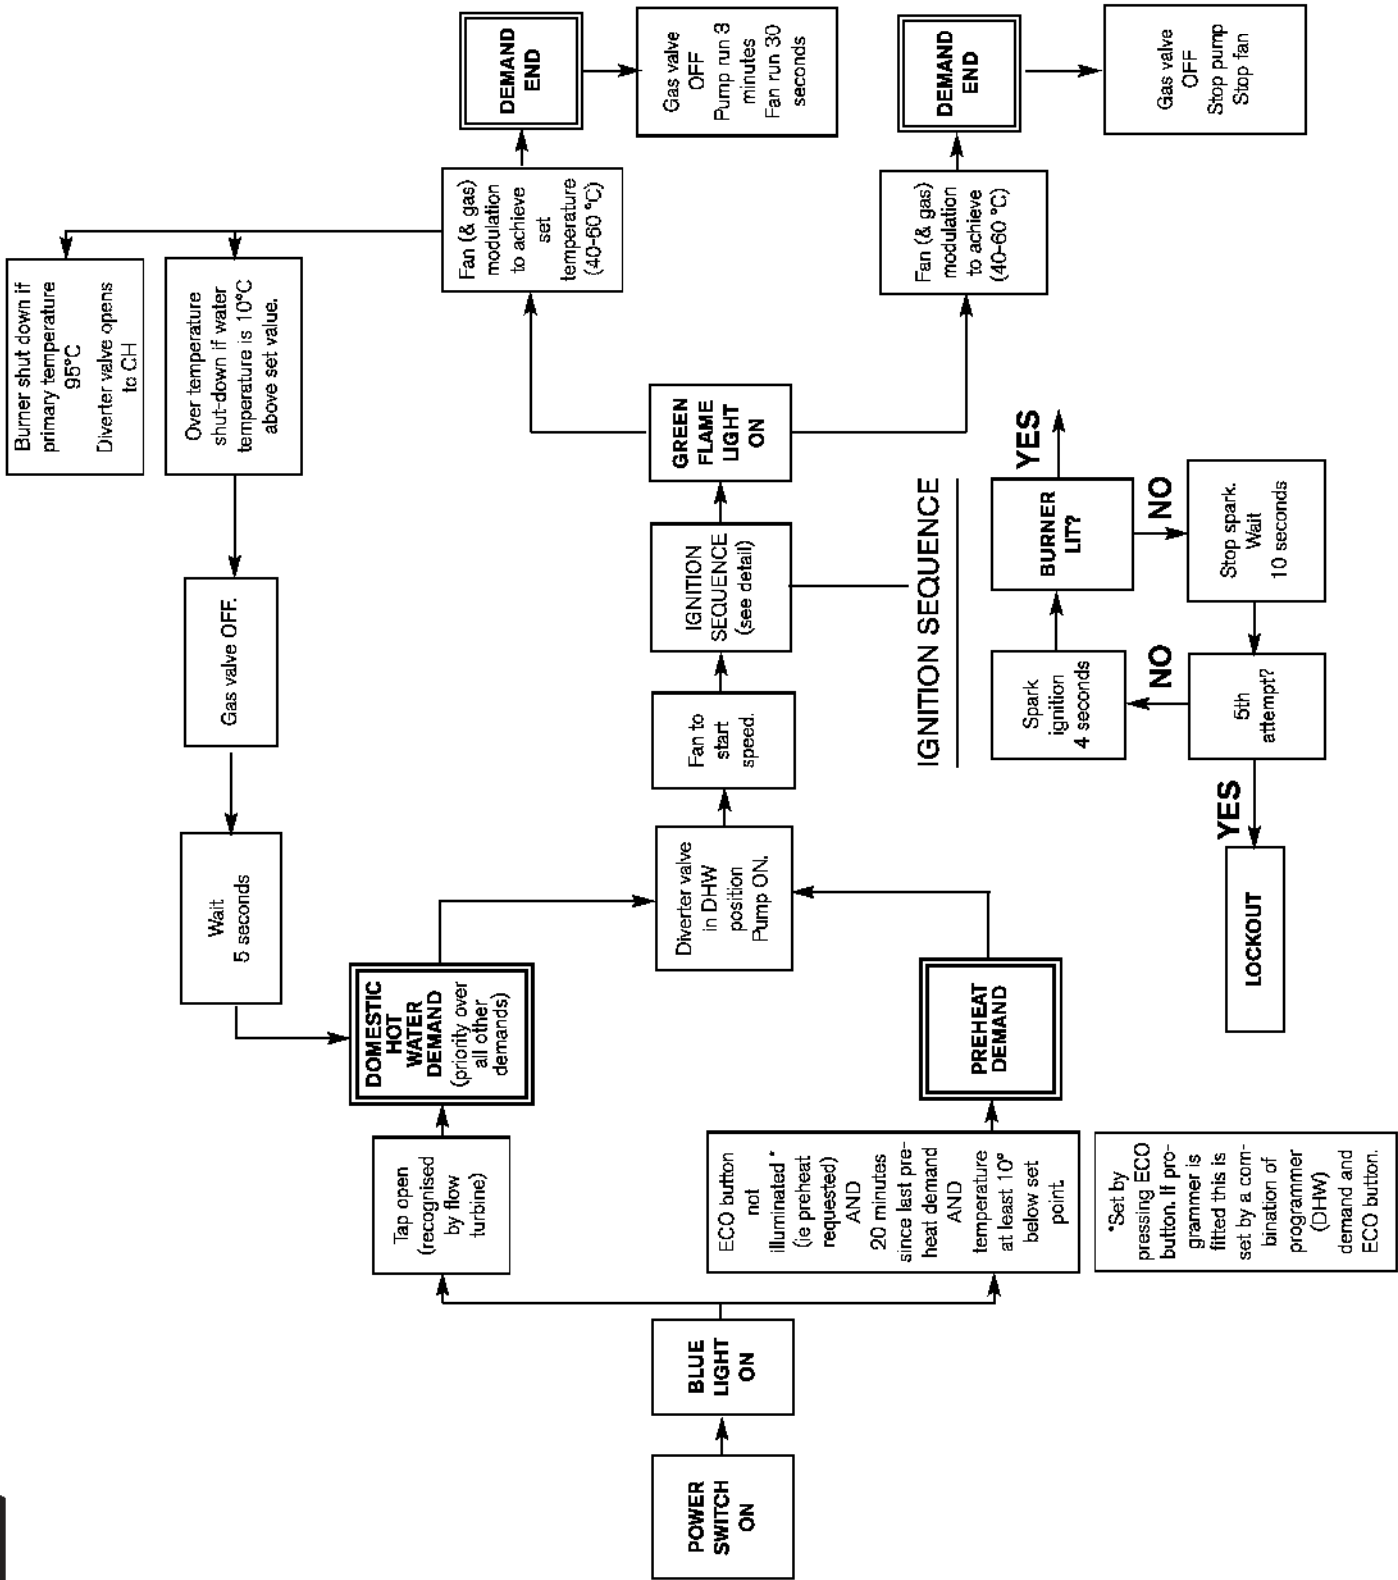 POWER
SWITCH
ON
BLUE
LIGHT
ON
Tap open
(recognised
by flow
turbine)
DOMESTIC
HOT
WATER
DEMAND
(priority over
all other
demands)
Wait
5 seconds
Gas valve OFF.
Over temperature
shut-down if water
temperature is 10°C
above set value.
Burner shut down if
primary temperature
95°C
Diverter valve opens
to CH
ECO button
not
illuminated *
(ie preheat
requested)
AND
20 minutes
since last pre-
heat demand
AND
temperature
at least 10°
below set
point.
PREHEAT
DEMAND
*Set by
pressing ECO
button. If pro-
grammer is
fitted this is
set by a com-
bination of
programmer
(DHW)
demand and
ECO button.
Diverter valve
in DHW
position
Pump ON.
Fan to
start
speed.
IGNITION
SEQUENCE
(see detail)
GREEN
FLAME
LIGHT
ON
Fan (& gas)
modulation
to achieve
set
temperature
(40-60 °C)
DEMAND
END
Gas valve
OFF
Pump run 3
minutes
Fan run 30
seconds
Fan (& gas)
modulation
to achieve
(40-60 °C)
DEMAND
END
Gas valve
OFF
Stop pump
Stop fan
IGNITION SEQUENCE
Spark
ignition
4 seconds
BURNER
LIT?
YES
NO
Stop spark.
Wait
10 seconds
5th
attempt?
NO
YES
LOCKOUT